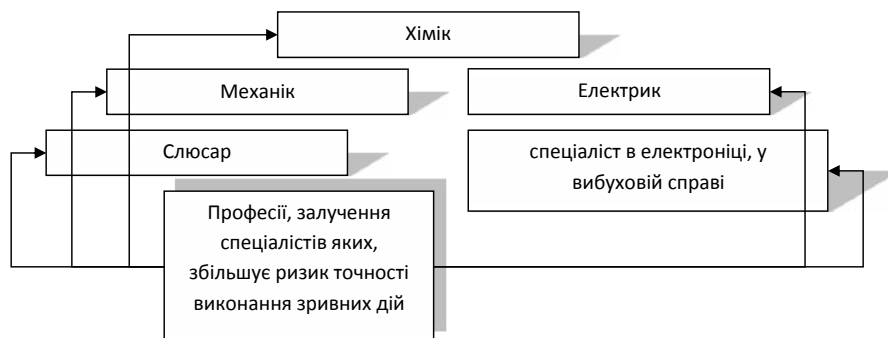 Хімік
Механік
Електрик
Слюсар
спеціаліст в електроніці, у
вибуховій справі
Професії, залучення
спеціалістів яких,
збільшує ризик точності
виконання зривних дій